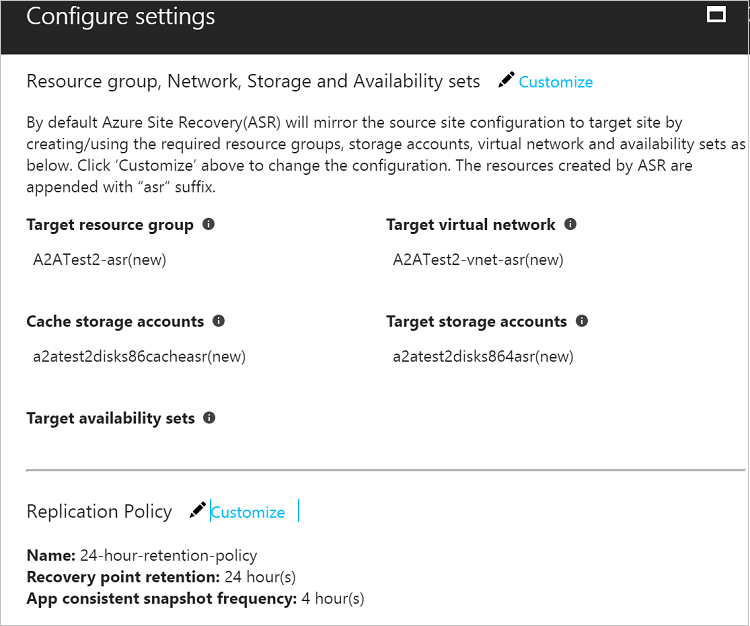 Configure settings
Resource group, Network, Storage and Availability sets Customize
By default Azure Site Recovery(ASR) will mirror the source site configuration to target site by
creating/using the required resource groups, storage accounts, virtual network and availability sets as
below. Click ‘Customize’ above to change the configuration. The resources created by ASR are
appended with “asr” suffix.
Target resource group Target virtual network
A2ATest2-asr(new) A2ATest2-vnet-asr(new)
Cache storage accounts Target storage accounts
a2atest2disks86cacheasr(new) a2atest2disks864asr(new)
Target availability sets
Replication Policy Customize
Name: 24-hour-retention-policy
Recovery point retention: 24 hour(s)
App consistent snapshot frequency: 4 hour(s)